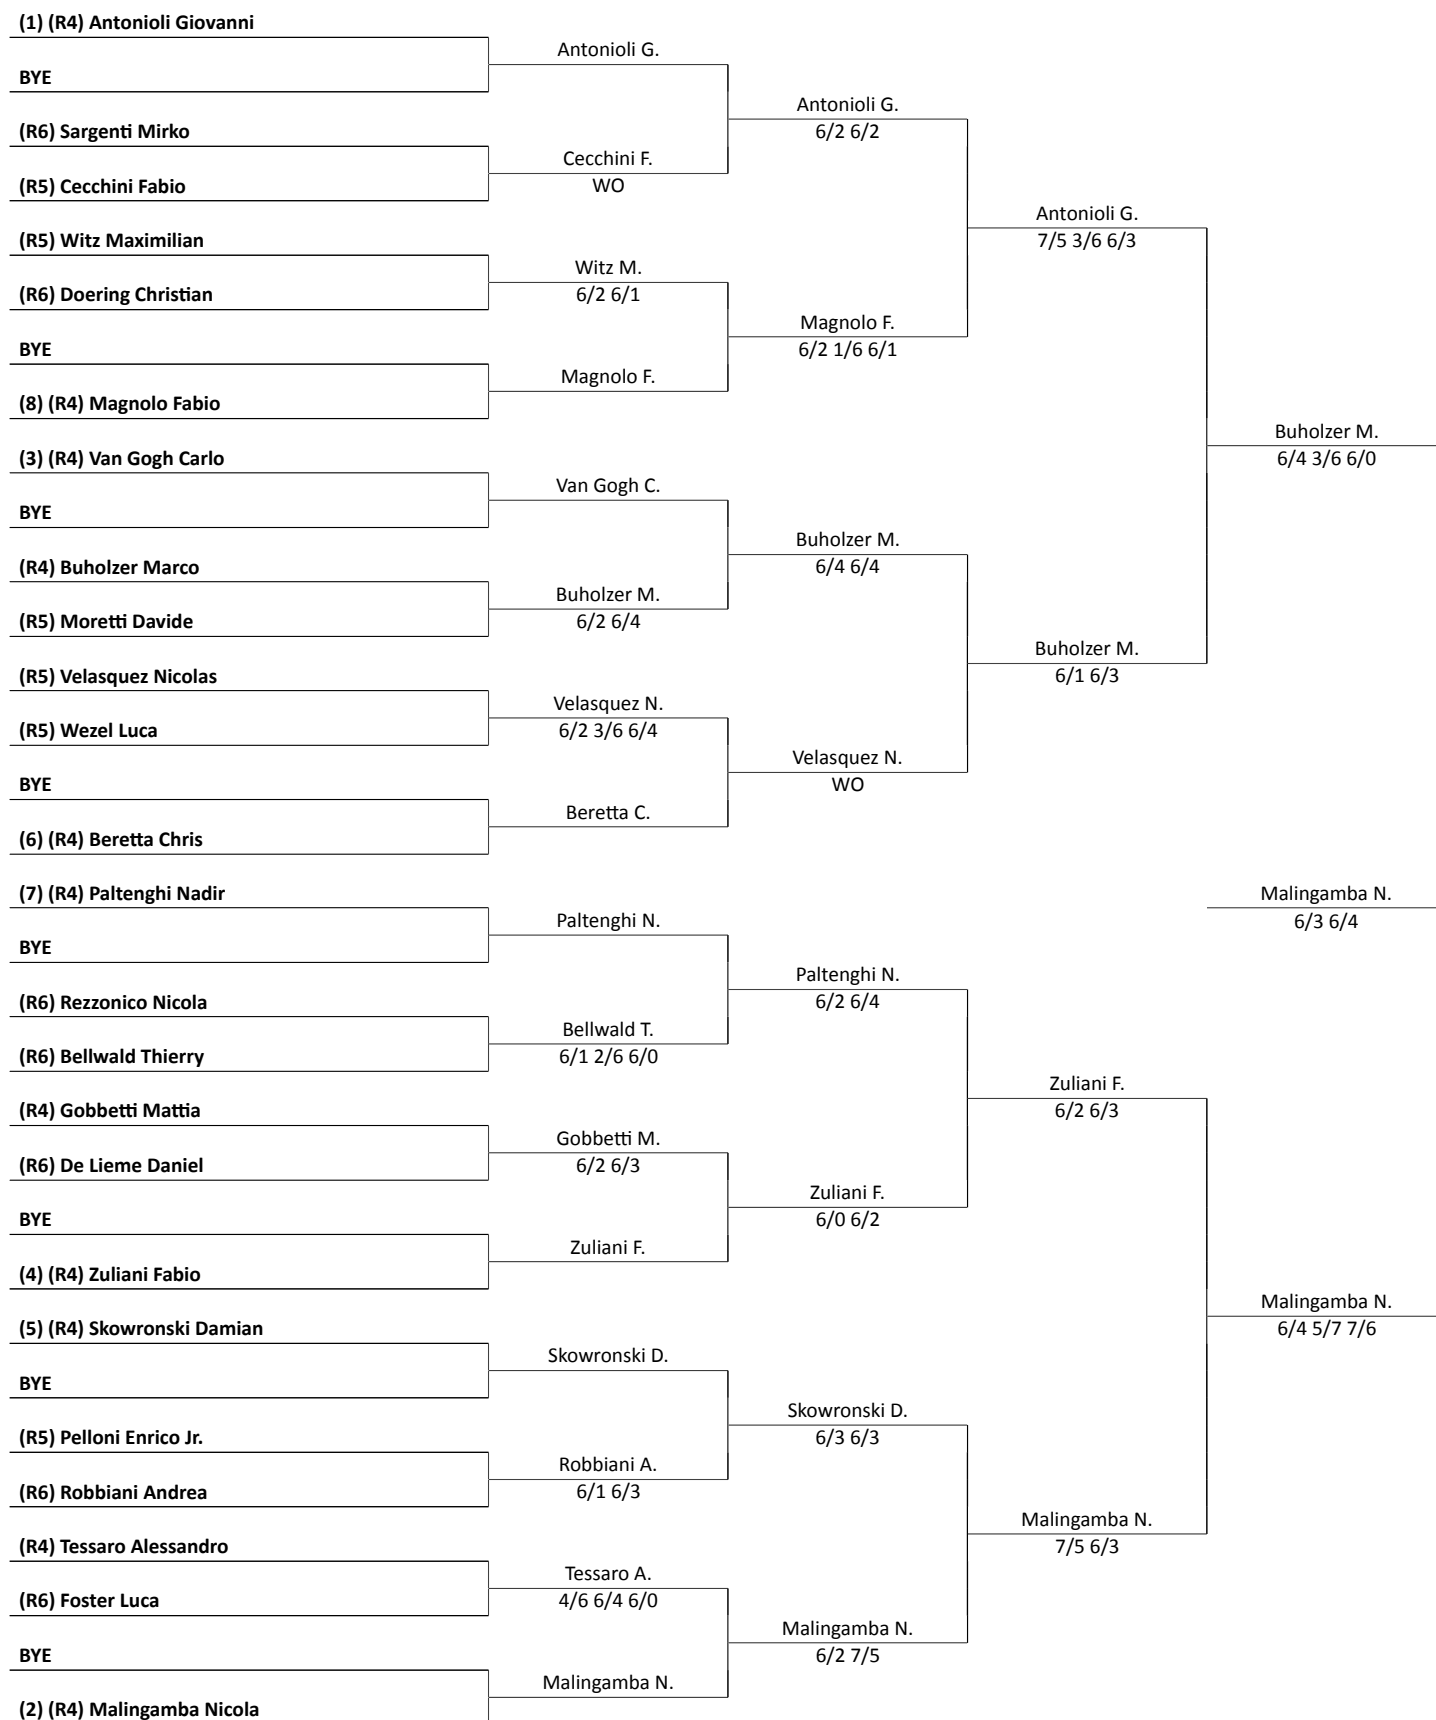 (1) (R4) Antonioli Giovanni
BYE
(R6) Sargenti Mirko
(R5) Cecchini Fabio
(R5) Witz Maximilian
(R6) Doering Christian
BYE
(8) (R4) Magnolo Fabio
(3) (R4) Van Gogh Carlo
BYE
(R4) Buholzer Marco
(R5) Moretti Davide
(R5) Velasquez Nicolas
(R5) Wezel Luca
BYE
(6) (R4) Beretta Chris
(7) (R4) Paltenghi Nadir
BYE
(R6) Rezzonico Nicola
(R6) Bellwald Thierry
(R4) Gobbetti Mattia
(R6) De Lieme Daniel
BYE
(4) (R4) Zuliani Fabio
(5) (R4) Skowronski Damian
BYE
(R5) Pelloni Enrico Jr.
(R6) Robbiani Andrea
(R4) Tessaro Alessandro
(R6) Foster Luca
BYE
(2) (R4) Malingamba Nicola
Antonioli G.
Cecchini F.
WO
Witz M.
6/2 6/1
Magnolo F.
Van Gogh C.
Buholzer M.
6/2 6/4
Velasquez N.
6/2 3/6 6/4
Beretta C.
Paltenghi N.
Bellwald T.
6/1 2/6 6/0
Gobbetti M.
6/2 6/3
Zuliani F.
Skowronski D.
Robbiani A.
6/1 6/3
Tessaro A.
4/6 6/4 6/0
Malingamba N.
Antonioli G.
6/2 6/2
Magnolo F.
6/2 1/6 6/1
Buholzer M.
6/4 6/4
Velasquez N.
WO
Paltenghi N.
6/2 6/4
Zuliani F.
6/0 6/2
Skowronski D.
6/3 6/3
Malingamba N.
6/2 7/5
Antonioli G.
7/5 3/6 6/3
Buholzer M.
6/1 6/3
Zuliani F.
6/2 6/3
Malingamba N.
7/5 6/3
Buholzer M.
6/4 3/6 6/0
Malingamba N.
6/3 6/4
Malingamba N.
6/4 5/7 7/6